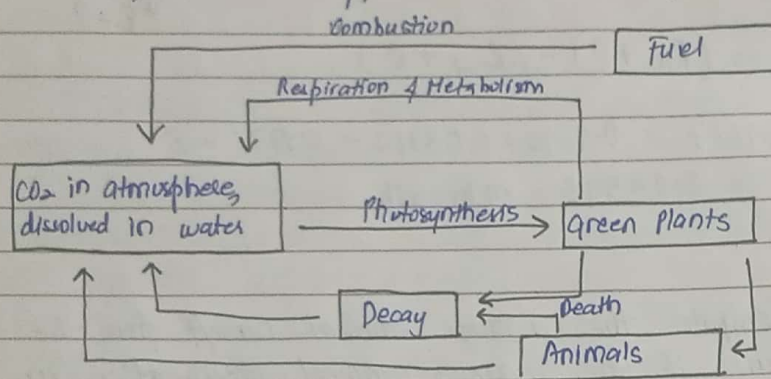 Combustion
Fuel
Respiration & Metabolism
CO2 in atmosphere,
dissolved in water
Photosynthesis
Green Plants
Decay
Death
Animals